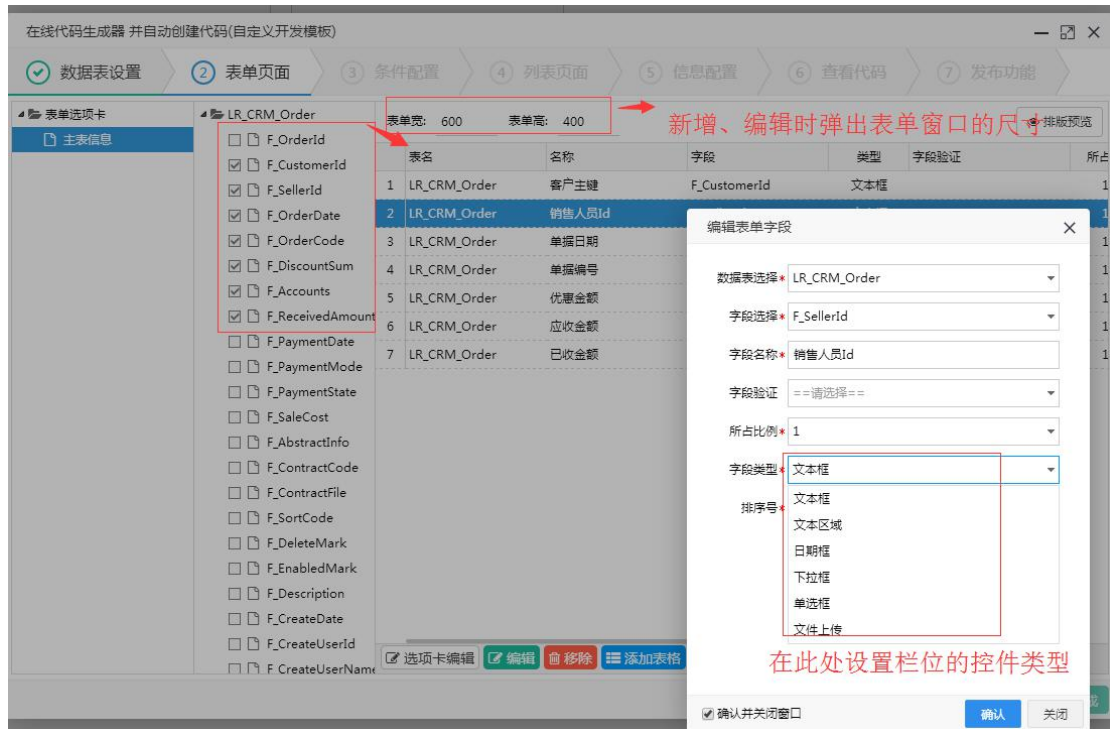 在线代码生成器 并自动创建代码(自定义开发模板)
数据表设置
2 表单页面
3 条件配置
4 列表页面
5 信息配置
6 查看代码
7 发布功能
表单选项卡
主表信息
LR_CRM_Order
F_OrderId
F_CustomerId
F_SellerId
F_OrderDate
F_OrderCode
F_DiscountSum
F_Accounts
F_ReceivedAmount
F_PaymentDate
F_PaymentMode
F_PaymentState
F_SaleCost
F_AbstractInfo
F_ContractCode
F_ContractFile
F_SortCode
F_DeleteMark
F_EnabledMark
F_Description
F_CreateDate
F_CreateUserId
F_CreateUserName
表单宽: 600 表单高: 400
新增、编辑时弹出表单窗口的尺寸
排版预览
表名 名称 字段 类型 字段验证 所占
1 LR_CRM_Order 客户主键 F_CustomerId 文本框 1
2 LR_CRM_Order 销售人员Id 1
3 LR_CRM_Order 单据日期 1
4 LR_CRM_Order 单据编号 1
5 LR_CRM_Order 优惠金额 1
6 LR_CRM_Order 应收金额 1
7 LR_CRM_Order 已收金额 1
选项卡编辑 编辑 移除 添加表格
编辑表单字段
数据表选择* LR_CRM_Order
字段选择* F_SellerId
字段名称* 销售人员Id
字段验证 ==请选择==
所占比例* 1
字段类型* 文本框
排序号*
文本框
文本区域
日期框
下拉框
单选框
文件上传
在此处设置栏位的控件类型
确认并关闭窗口
确认 关闭